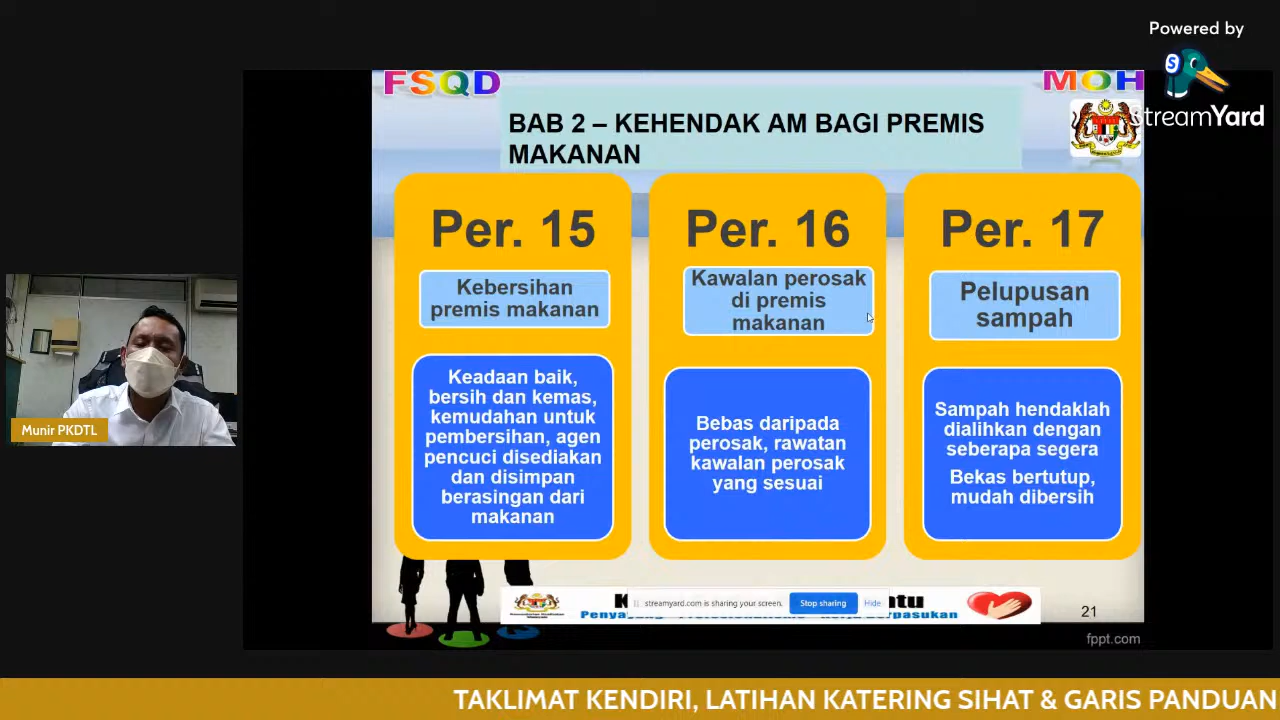 Powered by
StreamYard
FSQD
MOH
BAB 2 – KEHENDAK AM BAGI PREMIS
MAKANAN
Per. 15
Kebersihan
premis makanan
Keadaan baik,
bersih dan kemas,
kemudahan untuk
pembersihan, agen
pencuci disediakan
dan disimpan
berasingan dari
makanan
Per. 16
Kawalan perosak
di premis
makanan
Bebas daripada
perosak, rawatan
kawalan perosak
yang sesuai
Per. 17
Pelupusan
sampah
Sampah hendaklah
dialihkan dengan
seberapa segera
Bekas bertutup,
mudah dibersih
Munir PKDTL
streamyard.com is sharing your screen.
Stop sharing
Hide
21
fppt.com
TAKLIMAT KENDIRI, LATIHAN KATERING SIHAT & GARIS PANDUAN